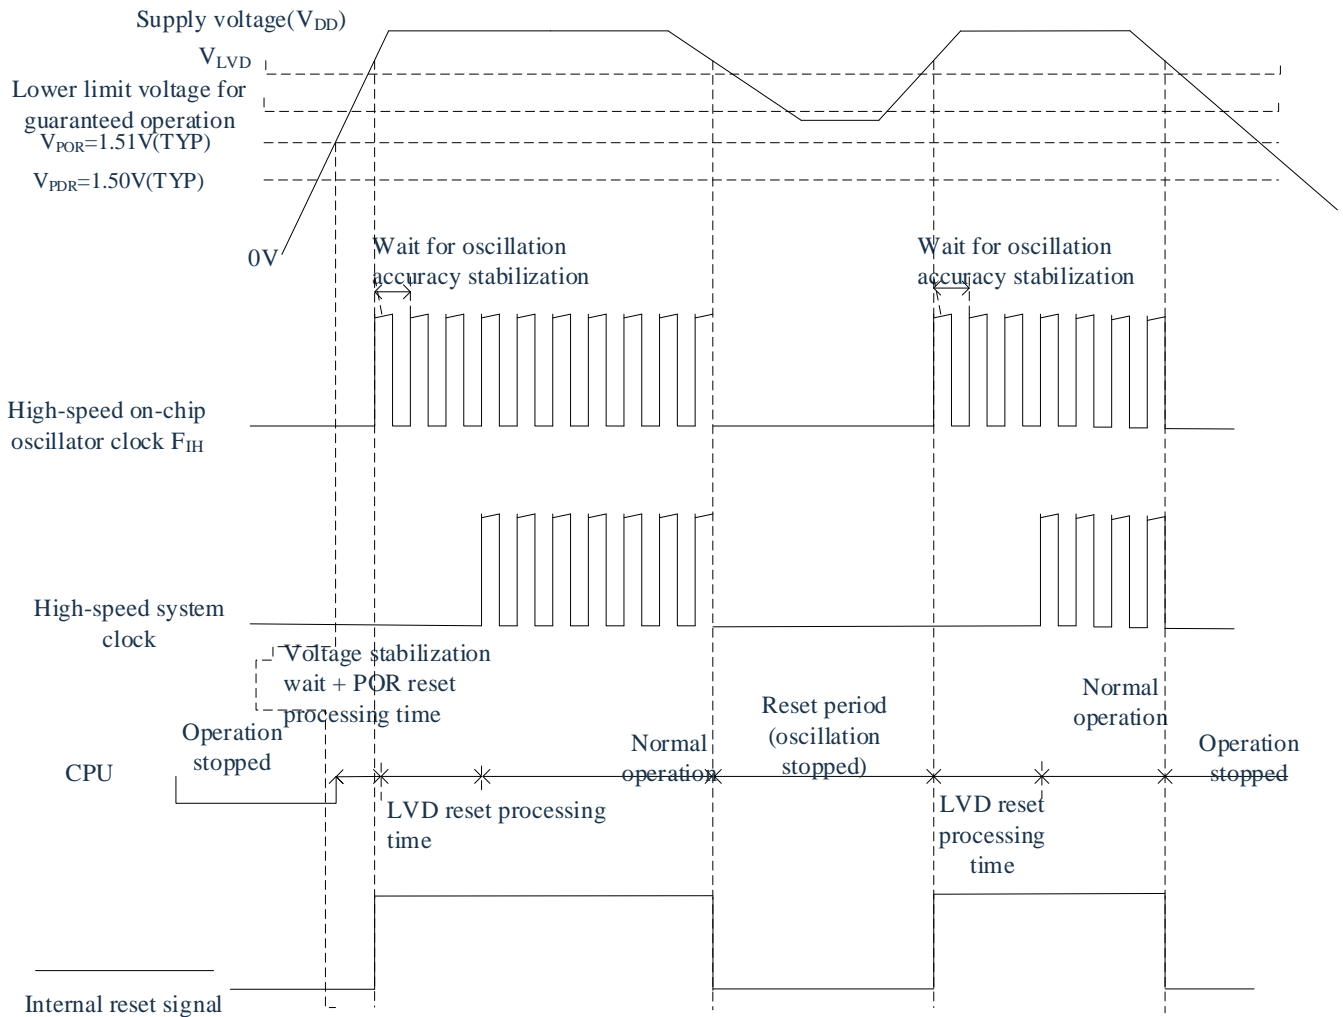 Supply voltage(VDD)
VLVD
Lower limit voltage for
guaranteed operation
VPOR=1.51V(TYP)
VPDR=1.50V(TYP)
0V
Wait for oscillation
accuracy stabilization
Wait for oscillation
accuracy stabilization
High-speed on-chip
oscillator clock FIH
High-speed system
clock
Voltage stabilization
wait + POR reset
processing time
Operation
stopped
CPU
Normal
operation
Reset period
(oscillation
stopped)
Normal
operation
Operation
stopped
LVD reset processing
time
LVD reset
processing
time
Internal reset signal